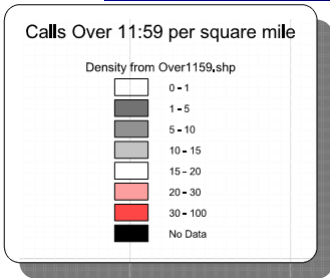 Calls Over 11:59 per square mile
Density from Over1159.shp
0 - 1
1 - 5
5 - 10
10 - 15
15 - 20
20 - 30
30 - 100
No Data